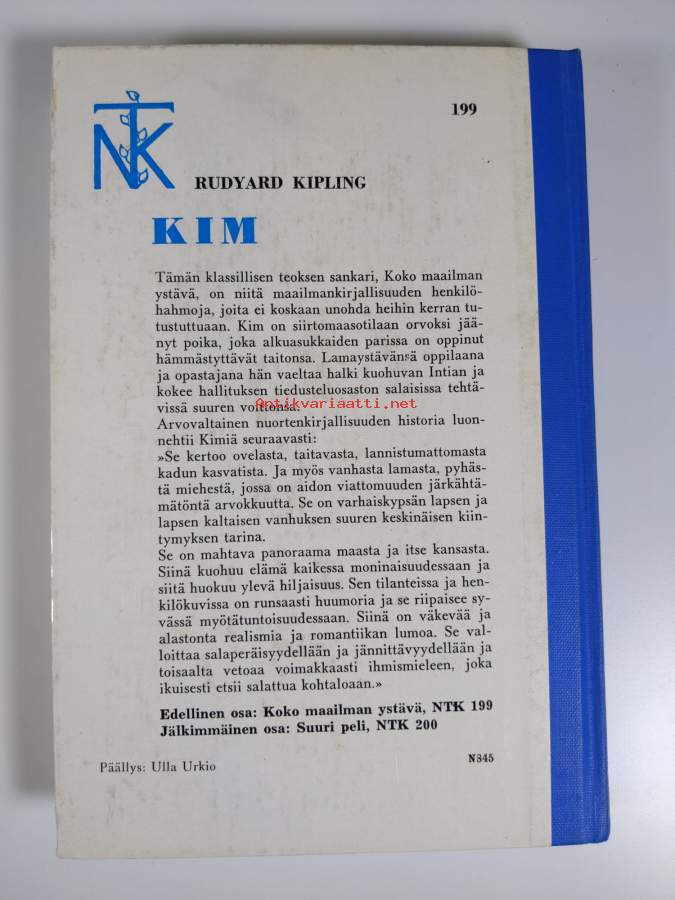 NTK
199
RUDYARD KIPLING
KIM
Tämän klassillisen teoksen sankari, Koko maailman
ystävä, on niitä maailmankirjallisuuden henkilö-
hahmoja, joita ei koskaan unohda heihin kerran tu-
tustuttuaan. Kim on siirtomaasotilaan orvoksi jää-
nyt poika, joka alkuasukkaiden parissa on oppinut
hämmästyttävät taitonsa. Lamaystävänsä oppilaana
ja opastajana hän vaeltaa halki kuohuvan Intian ja
kokee hallituksen tiedusteluosaston salaisissa tehtä-
vissä suuren voittonsa.
Antikvariaatti.net
Arvovaltainen nuortenkirjallisuuden historia luon-
nehtii Kimiä seuraavasti:
»Se kertoo ovelasta, taitavasta, lannistumattomasta
kadun kasvatista. Ja myös vanhasta lamasta, pyhäs-
tä miehestä, jossa on aidon viattomuuden järkähtä-
mätöntä arvokkuutta. Se on varhaiskypsän lapsen ja
lapsen kaltaisen vanhuksen suuren keskinäisen kiin-
tymyksen tarina.
Se on mahtava panoraama maasta ja itse kansasta.
Siinä kuohuu elämä kaikessa moninaisuudessaan ja
siitä huokuu ylevä hiljaisuus. Sen tilanteissa ja hen-
kilökuvissa on runsaasti huumoria ja se riipaisee sy-
vässä myötätuntoisuudessaan. Siinä on väkevää ja
alastonta realismia ja romantiikan lumoa. Se val-
loittaa salaperäisyydellään ja jännittävyydellään ja
toisaalta vetoaa voimakkaasti ihmismieleen, joka
ikuisesti etsii salattua kohtaloaan.»
Edellinen osa: Koko maailman ystävä, NTK 199
Jälkimmäinen osa: Suuri peli, NTK 200
Päällys: Ulla Urkio
N845